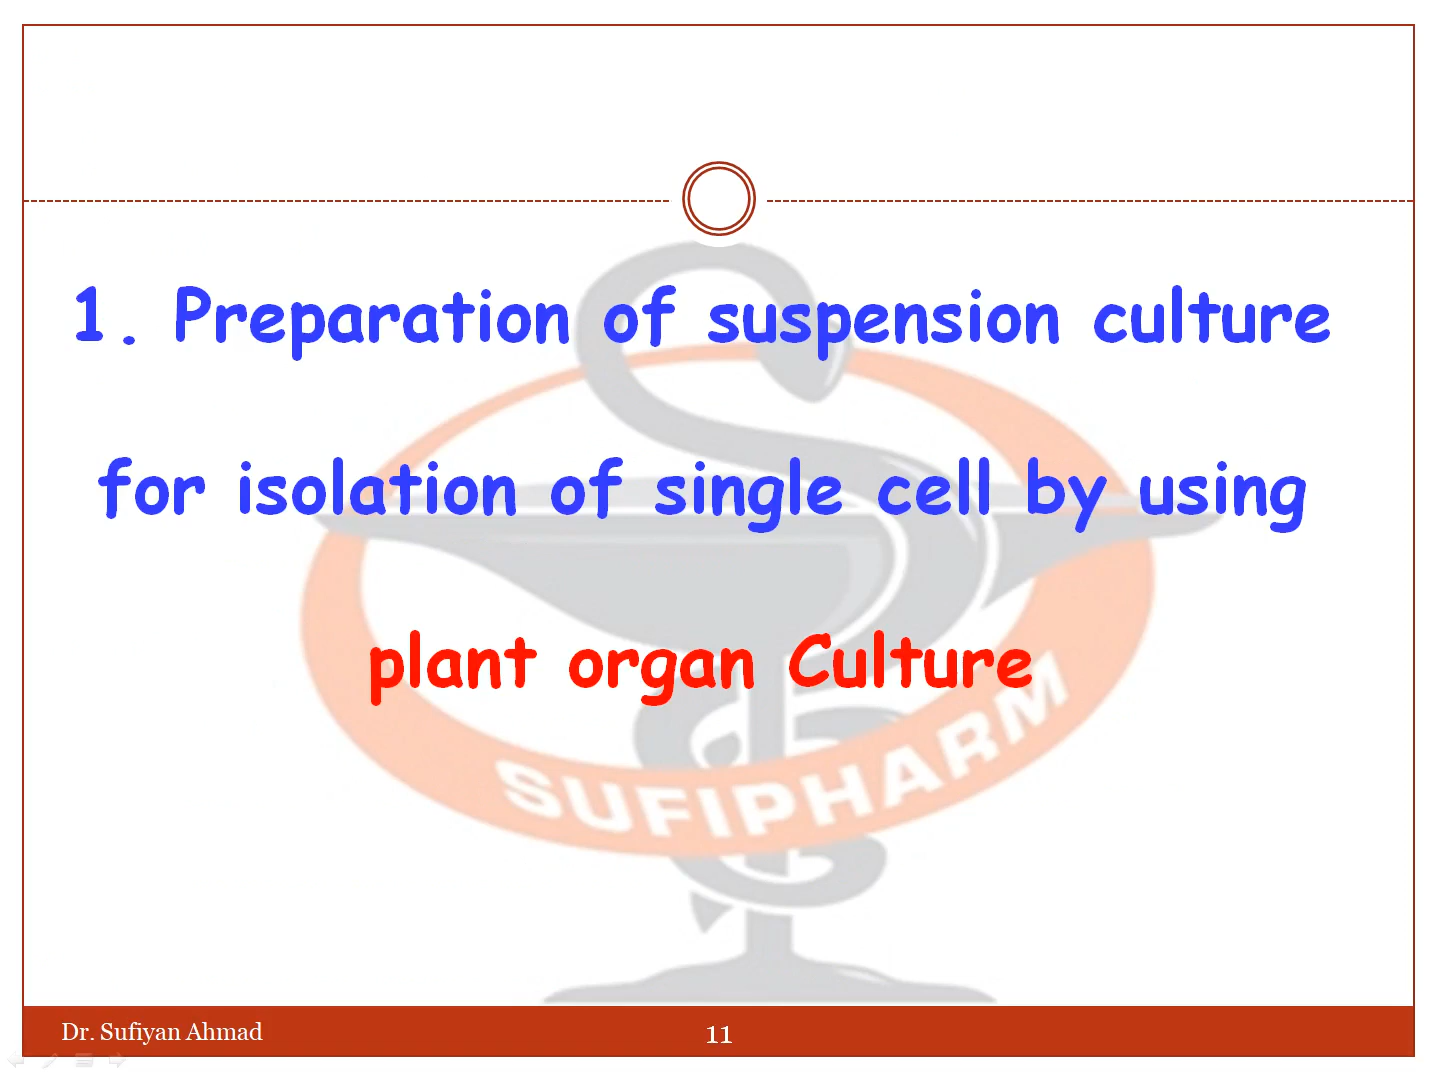 1. Preparation of suspension culture
for isolation of single cell by using
plant organ Culture
SUFIPHARM
Dr. Sufiyan Ahmad
11